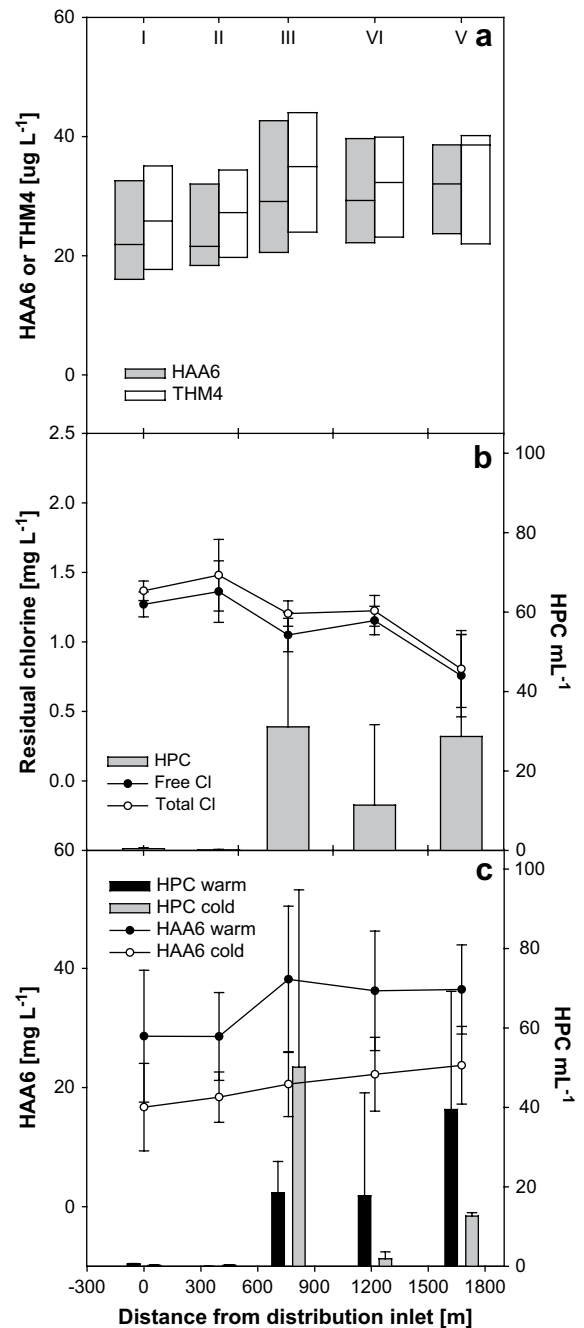 60
I II III VI V a
40
20
0
HAA6 or THM4 [ug L-1]
HAA6
THM4
2.5
b
100
2.0
80
1.5
60
1.0
40
0.5
20
0.0
0
Residual chlorine [mg L-1]
HPC mL-1
HPC
Free Cl
Total Cl
60
c
100
HPC warm
HPC cold
HAA6 warm
HAA6 cold
80
40
60
20
40
0
20
0
HAA6 [mg L-1]
HPC mL-1
-300 0 300 600 900 1200 1500 1800
Distance from distribution inlet [m]